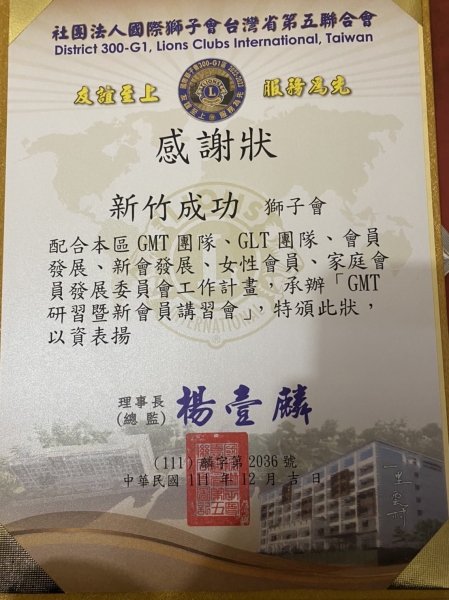 社團法人國際獅子會台灣省第五聯合會
District 300-G1, Lions Clubs International, Taiwan
友誼至上 服務為先
感謝狀
新竹成功 獅子會
配合本區 GMT 團隊、GLT 團隊、會員
發展、新會發展、女性會員、家庭會
員發展委員會工作計畫，承辦「GMT
研習暨新會員講習會」，特頒此狀，
以資表揚
理事長
(總 監) 楊壹麟
(111) 麟字第 2036 號
中華民國 111 年 12 月 吉 日